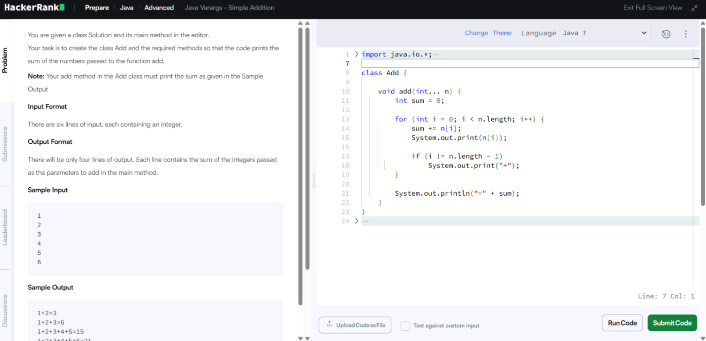 HackerRank Prepare Java Advanced Java Varargs - Simple Addition Exit Full Screen View
Problem
Submissions
Leaderboard
Discussions
You are given a class Solution and its main method in the editor.
Your task is to create the class Add and the required methods so that the code prints the
sum of the numbers passed to the function add.
Note: Your add method in the Add class must print the sum as given in the Sample
Output
Input Format
There are six lines of input, each containing an integer.
Output Format
There will be only four lines of output. Each line contains the sum of the integers passed
as the parameters to add in the main method.
Sample Input
1
2
3
4
5
6
Sample Output
1+2=3
1+2+3=6
1+2+3+4+5=15
1+2+3+4+5+6=21
Change Theme Language Java 7
1 > import java.io.*;
7
8 class Add {
9
10 void add(int... n) {
11 int sum = 0;
12
13 for (int i = 0; i < n.length; i++) {
14 sum += n[i];
15 System.out.print(n[i]);
16
17 if (i != n.length - 1)
18 System.out.print("+");
19 }
20
21 System.out.println("=" + sum);
22 }
23 }
24 >
Line: 7 Col: 1
Upload Code as File
Test against custom input
Run Code
Submit Code